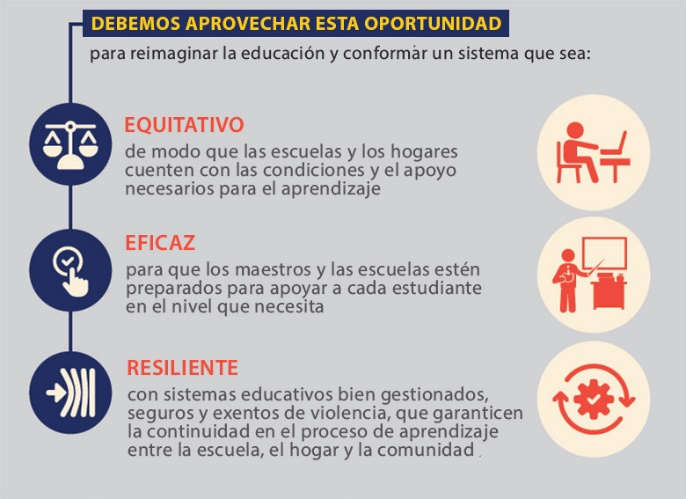 DEBEMOS APROVECHAR ESTA OPORTUNIDAD
para reimaginar la educación y conformar un sistema que sea:
EQUITATIVO
de modo que las escuelas y los hogares
cuenten con las condiciones y el apoyo
necesarios para el aprendizaje
EFICAZ
para que los maestros y las escuelas estén
preparados para apoyar a cada estudiante
en el nivel que necesita
RESILIENTE
con sistemas educativos bien gestionados,
seguros y exentos de violencia, que garanticen
la continuidad en el proceso de aprendizaje
entre la escuela, el hogar y la comunidad .